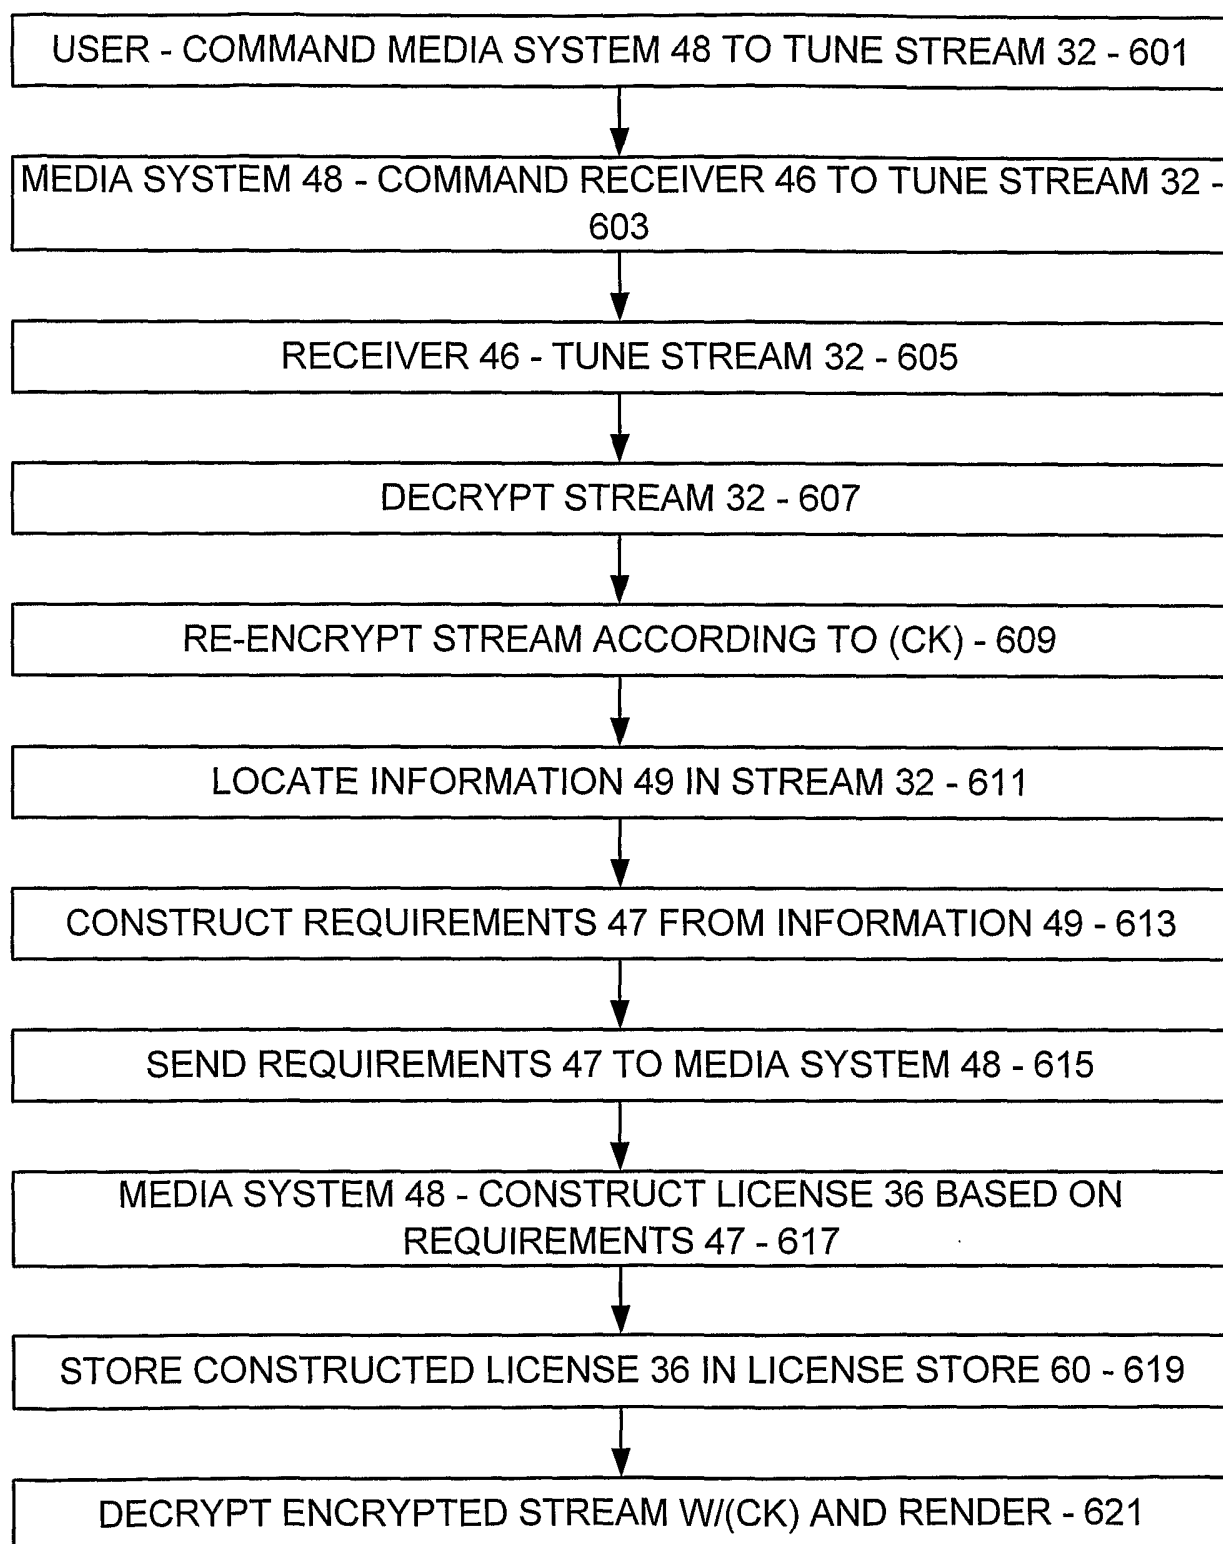 USER - COMMAND MEDIA SYSTEM 48 TO TUNE STREAM 32 - 601
MEDIA SYSTEM 48 - COMMAND RECEIVER 46 TO TUNE STREAM 32 -
603
RECEIVER 46 - TUNE STREAM 32 - 605
DECRYPT STREAM 32 - 607
RE-ENCRYPT STREAM ACCORDING TO (CK) - 609
LOCATE INFORMATION 49 IN STREAM 32 - 611
CONSTRUCT REQUIREMENTS 47 FROM INFORMATION 49 - 613
SEND REQUIREMENTS 47 TO MEDIA SYSTEM 48 - 615
MEDIA SYSTEM 48 - CONSTRUCT LICENSE 36 BASED ON
REQUIREMENTS 47 - 617
STORE CONSTRUCTED LICENSE 36 IN LICENSE STORE 60 - 619
DECRYPT ENCRYPTED STREAM W/(CK) AND RENDER - 621